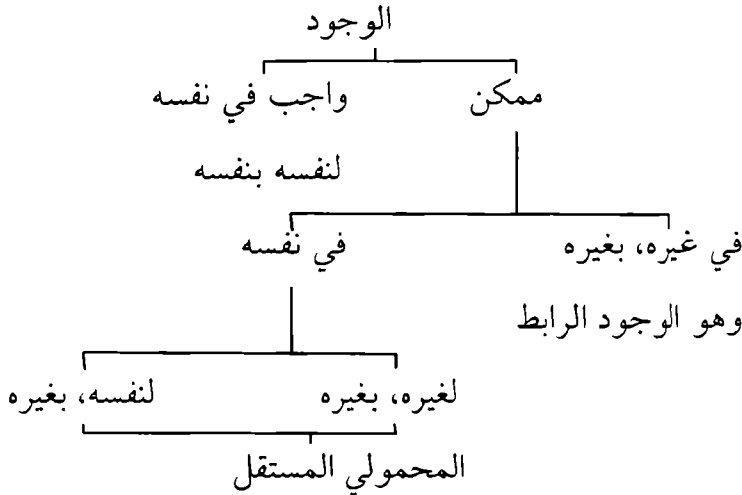 الوجود
ممكن
واجب في نفسه
لنفسه بنفسه
في غيره، بغيره
وهو الوجود الرابط
في نفسه
لغيره، بغيره
لنفسه، بغيره
المحمولي المستقل